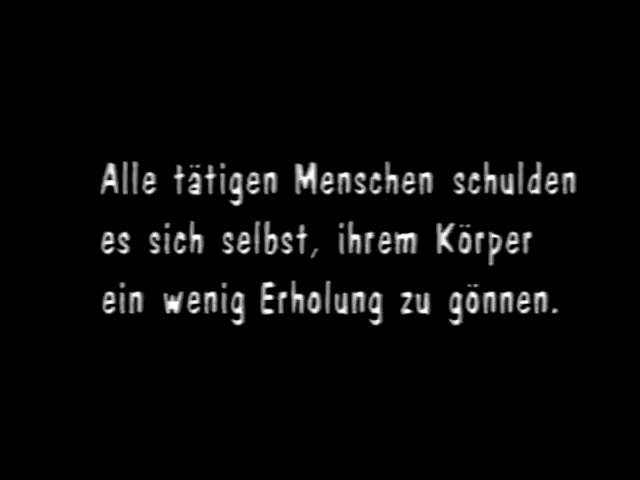 Alle tätigen Menschen schulden
es sich selbst, ihrem Körper
ein wenig Erholung zu gönnen.